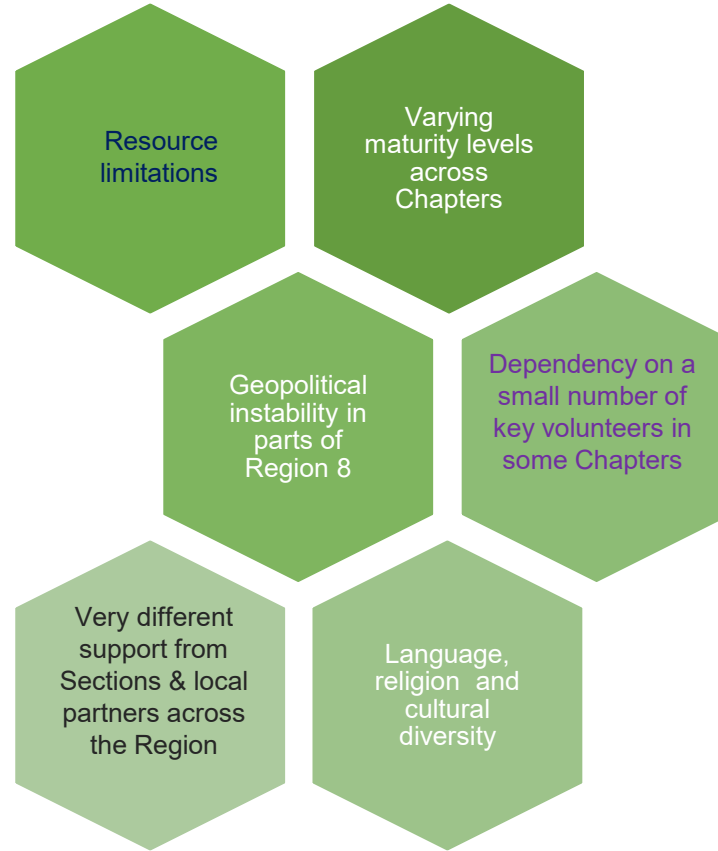 Resource
limitations
Varying
maturity levels
across
Chapters
Geopolitical
instability in
parts of
Region 8
Dependency on a
small number of
key volunteers in
some Chapters
Very different
support from
Sections & local
partners across
the Region
Language,
religion  and
cultural
diversity